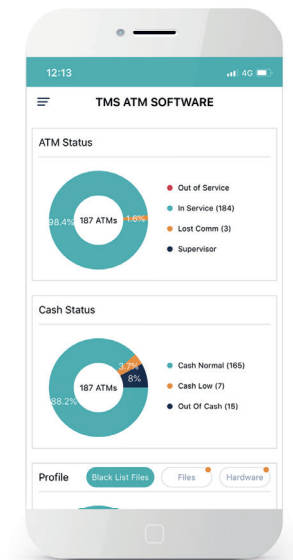 12:13
4G
TMS ATM SOFTWARE
ATM Status
98.4%
187 ATMs
1.6%
Out of Service
In Service (184)
Lost Comm (3)
Supervisor
Cash Status
3.7%
8%
187 ATMs
88.2%
Cash Normal (165)
Cash Low (7)
Out Of Cash (15)
Profile
Black List Files
Files
Hardware